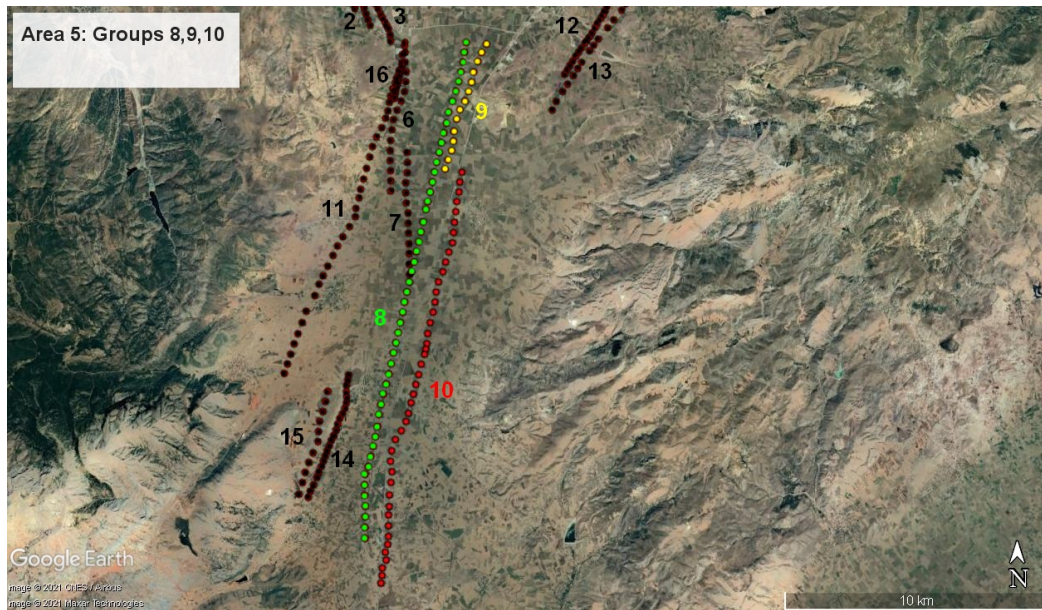 Area 5: Groups 8,9,10
2
3
12
13
16
6
9
11
7
8
10
15
14
Google Earth
Image © 2021 CNES / Airbus
Image © 2021 Maxar Technologies
N
10 km